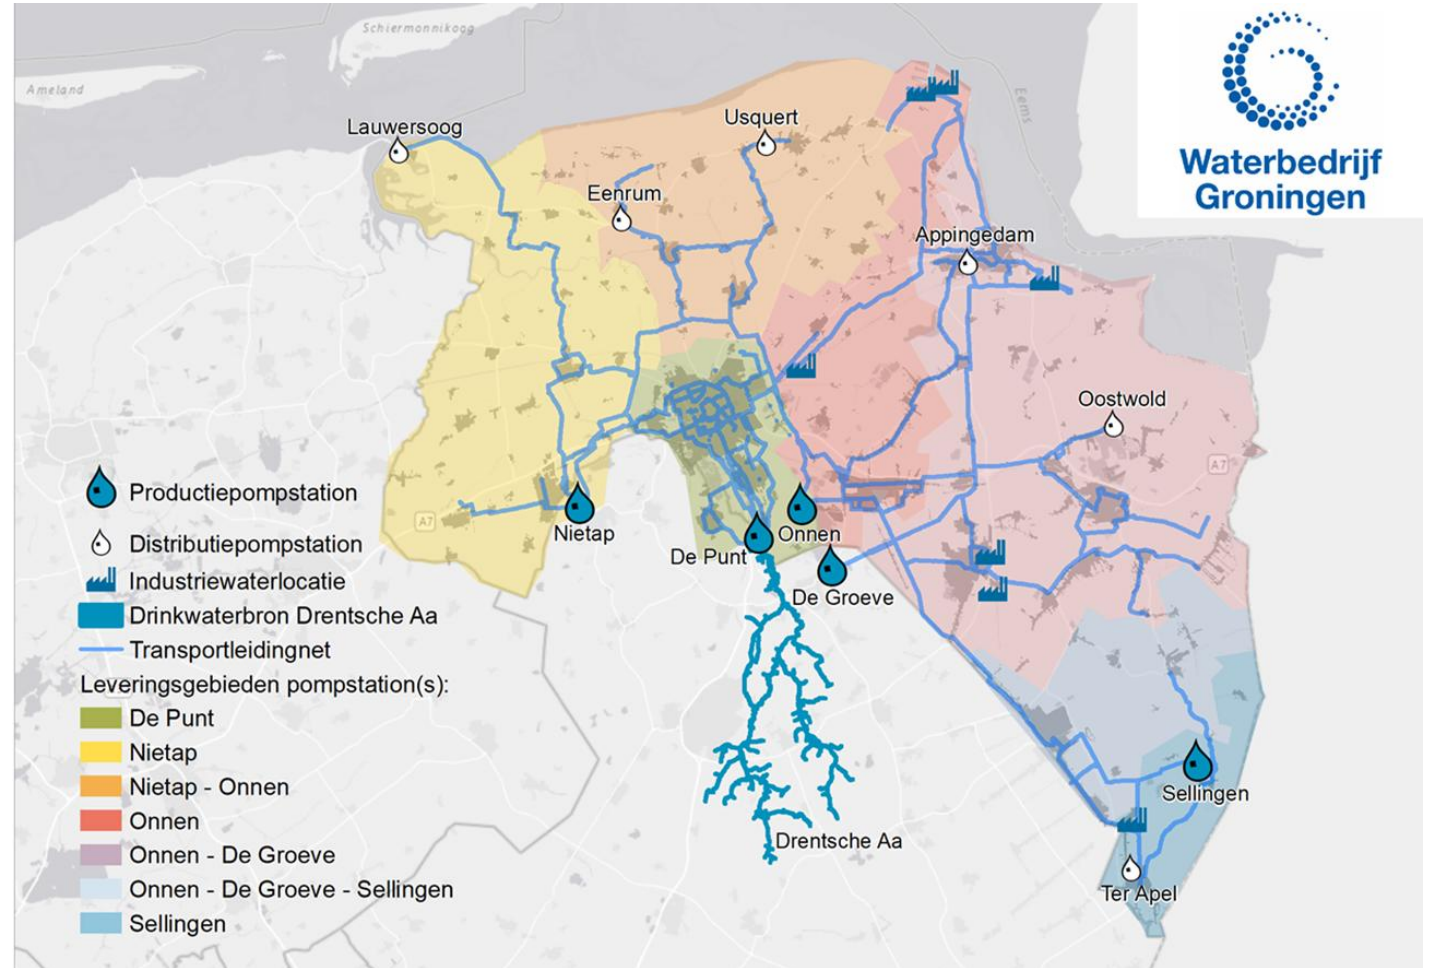 Schiermonnikoog
Ameland
Eems
Waterbedrijf
Groningen
Lauwersoog
Usquert
Eenrum
Appingedam
Oostwold
A7
A7
Nietap
De Punt
Onnen
De Groeve
Sellingen
Drentsche Aa
Ter Apel
Productiepompstation
Distributiepompstation
Industriewaterlocatie
Drinkwaterbron Drentsche Aa
Transportleidingnet
Leveringsgebieden pompstation(s):
De Punt
Nietap
Nietap - Onnen
Onnen
Onnen - De Groeve
Onnen - De Groeve - Sellingen
Sellingen